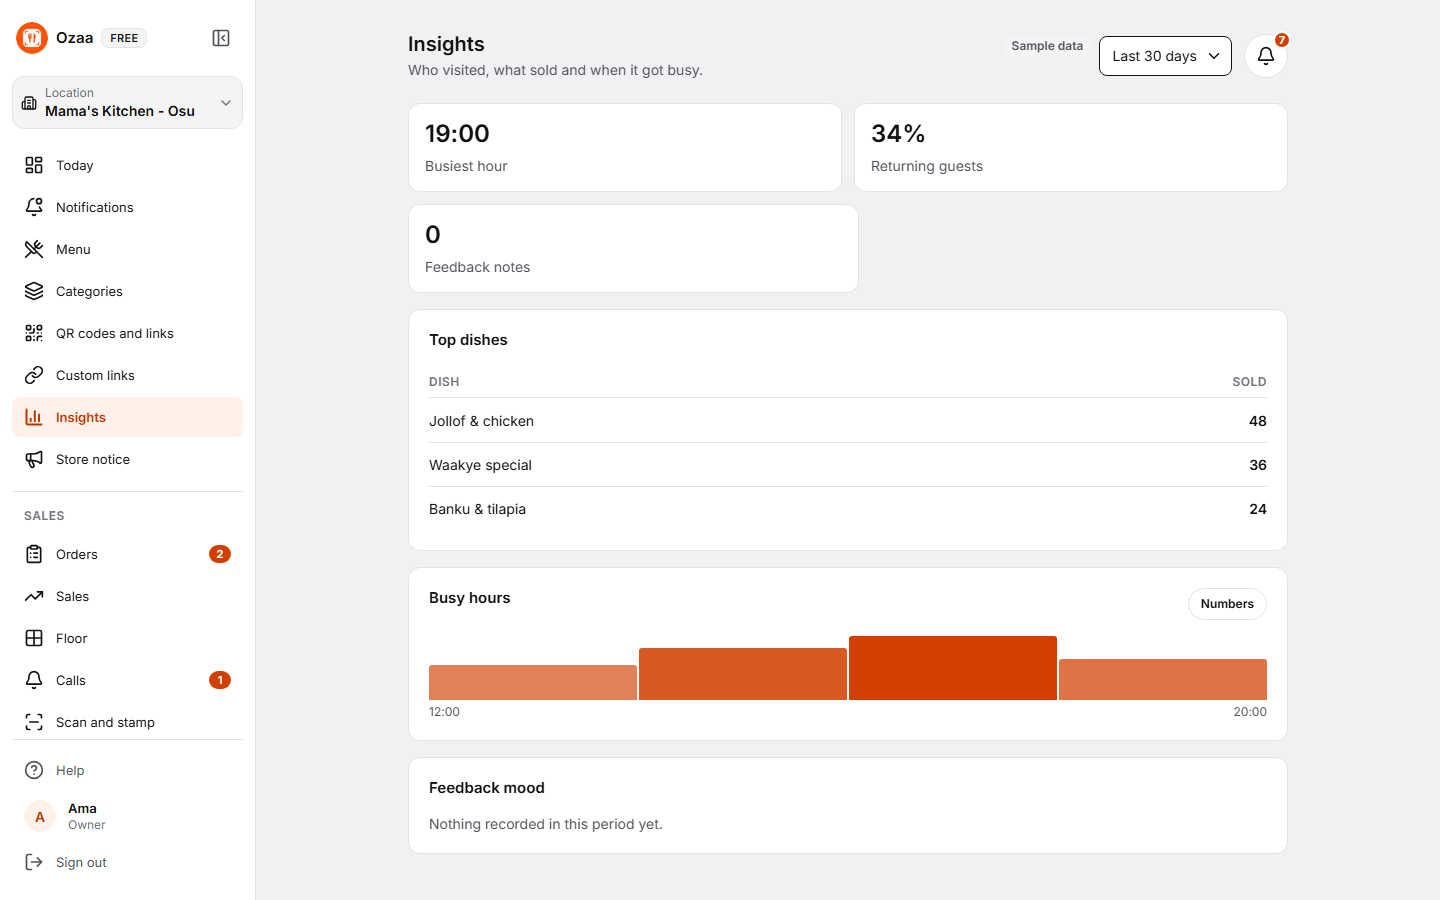 Ozaa FREE
Location
Mama's Kitchen - Osu
Today
Notifications
Menu
Categories
QR codes and links
Custom links
Insights
Store notice
SALES
Orders 2
Sales
Floor
Calls 1
Scan and stamp
Help
A
Ama
Owner
Sign out
Insights
Who visited, what sold and when it got busy.
Sample data
Last 30 days
7
19:00
Busiest hour
34%
Returning guests
0
Feedback notes
Top dishes
DISH SOLD
Jollof & chicken 48
Waakye special 36
Banku & tilapia 24
Busy hours
Numbers
12:00 20:00
Feedback mood
Nothing recorded in this period yet.